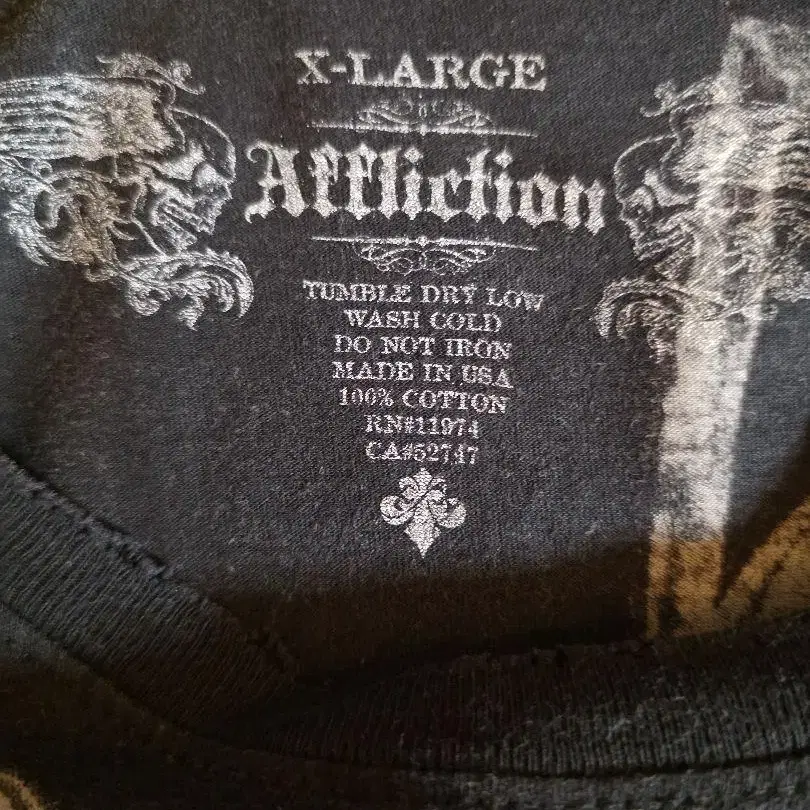 X-LARGE
Affliction
TUMBLE DRY LOW
WASH COLD
DO NOT IRON
MADE IN USA
100% COTTON
RN#11974
CA#52747